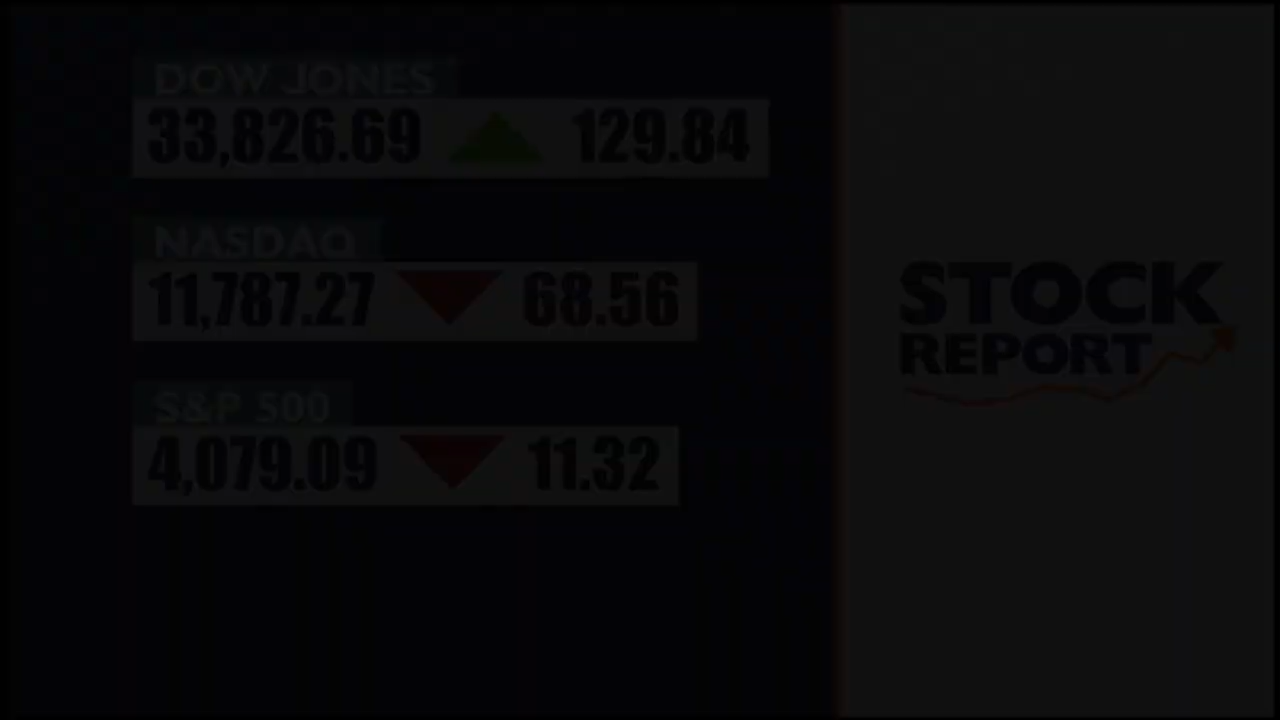 DOW JONES
33,826.69 129.84
NASDAQ
11,787.27 68.56
S&P 500
4,079.09 11.32
STOCK
REPORT